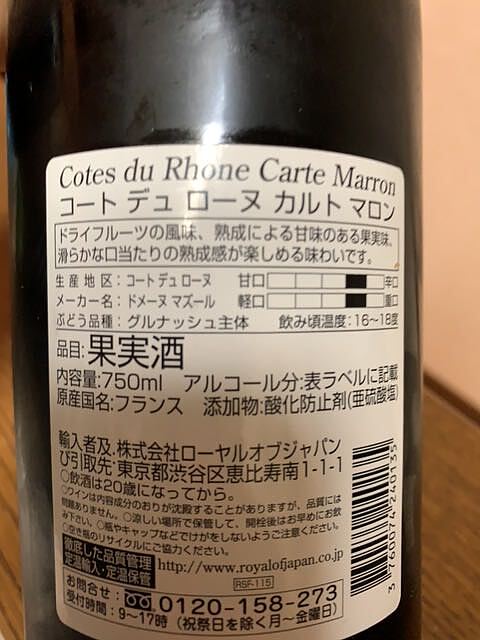 Cotes du Rhone Carte Marron
コート デュ ローヌ カルト マロン
ドライフルーツの風味、熟成による甘味のある果実味、
滑らかな口当たりの熟成感が楽しめる味わいです。
生産地区：コートデュローヌ 甘口 辛口
メーカー名：ドメーヌ マズール 軽口 重口
ぶどう品種：グルナッシュ主体 飲み頃温度：16～18度
品目:果実酒
内容量:750ml アルコール分:表ラベルに記載
原産国名:フランス 添加物:酸化防止剤(亜硫酸塩)
輸入者及 株式会社ローヤルオブジャパン
び引取先:東京都渋谷区恵比寿南1-1-1
○飲酒は20歳になってから。
○ワインは内容成分のおりが沈殿することがありますが、品質には
問題ありません。○涼しい場所で保管して、開栓後はお早めにお飲
み下さい。○瓶やキャップなどでけがをしないようご注意ください。
○空き瓶のリサイクルにご協力ください。
徹底した品質管理
定温輸入・定温保管
http://www.royalofjapan.co.jp
RSF-115
お問合せ：0120-158-273
受付時間：9～17時（祝祭日を除く月～金曜日）
3 760074 240135